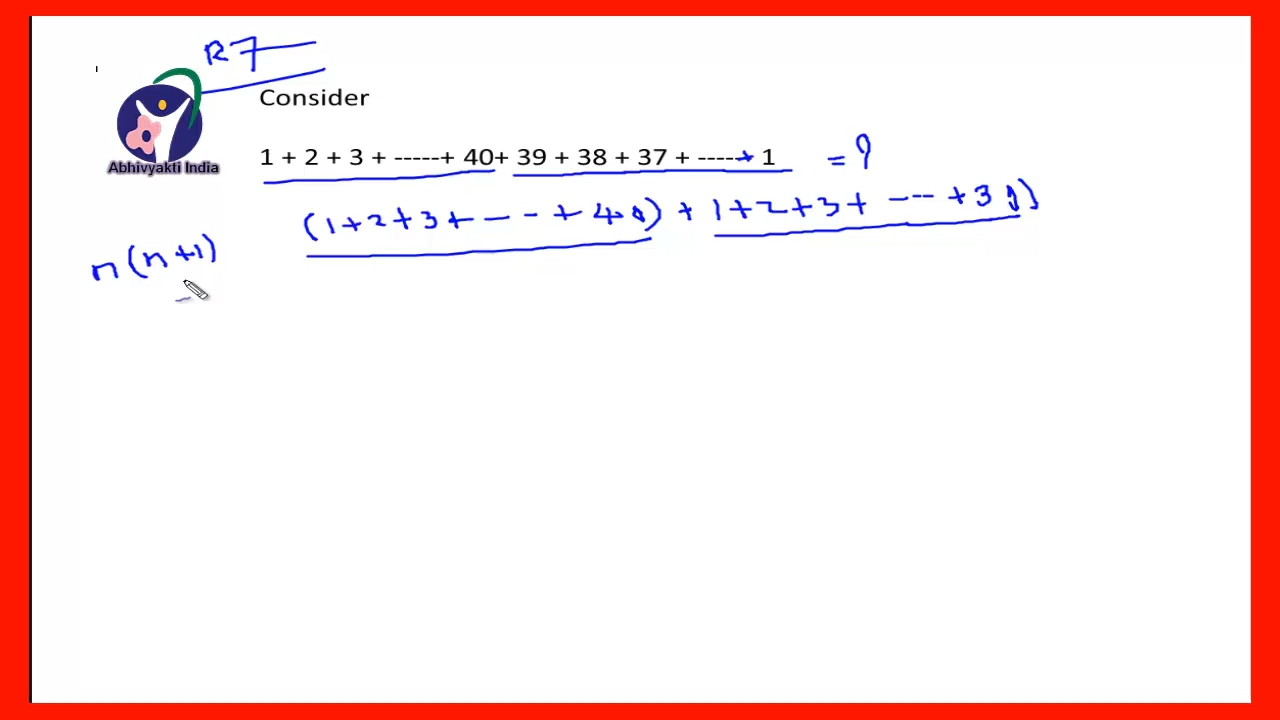 R7
Consider
Abhivyakti India
1 + 2 + 3 + -----+ 40+ 39 + 38 + 37 + ----+ 1 = ?
(1+2+3+ -- - + 40) + 1+2+3+ --- +39)
n(n+1)